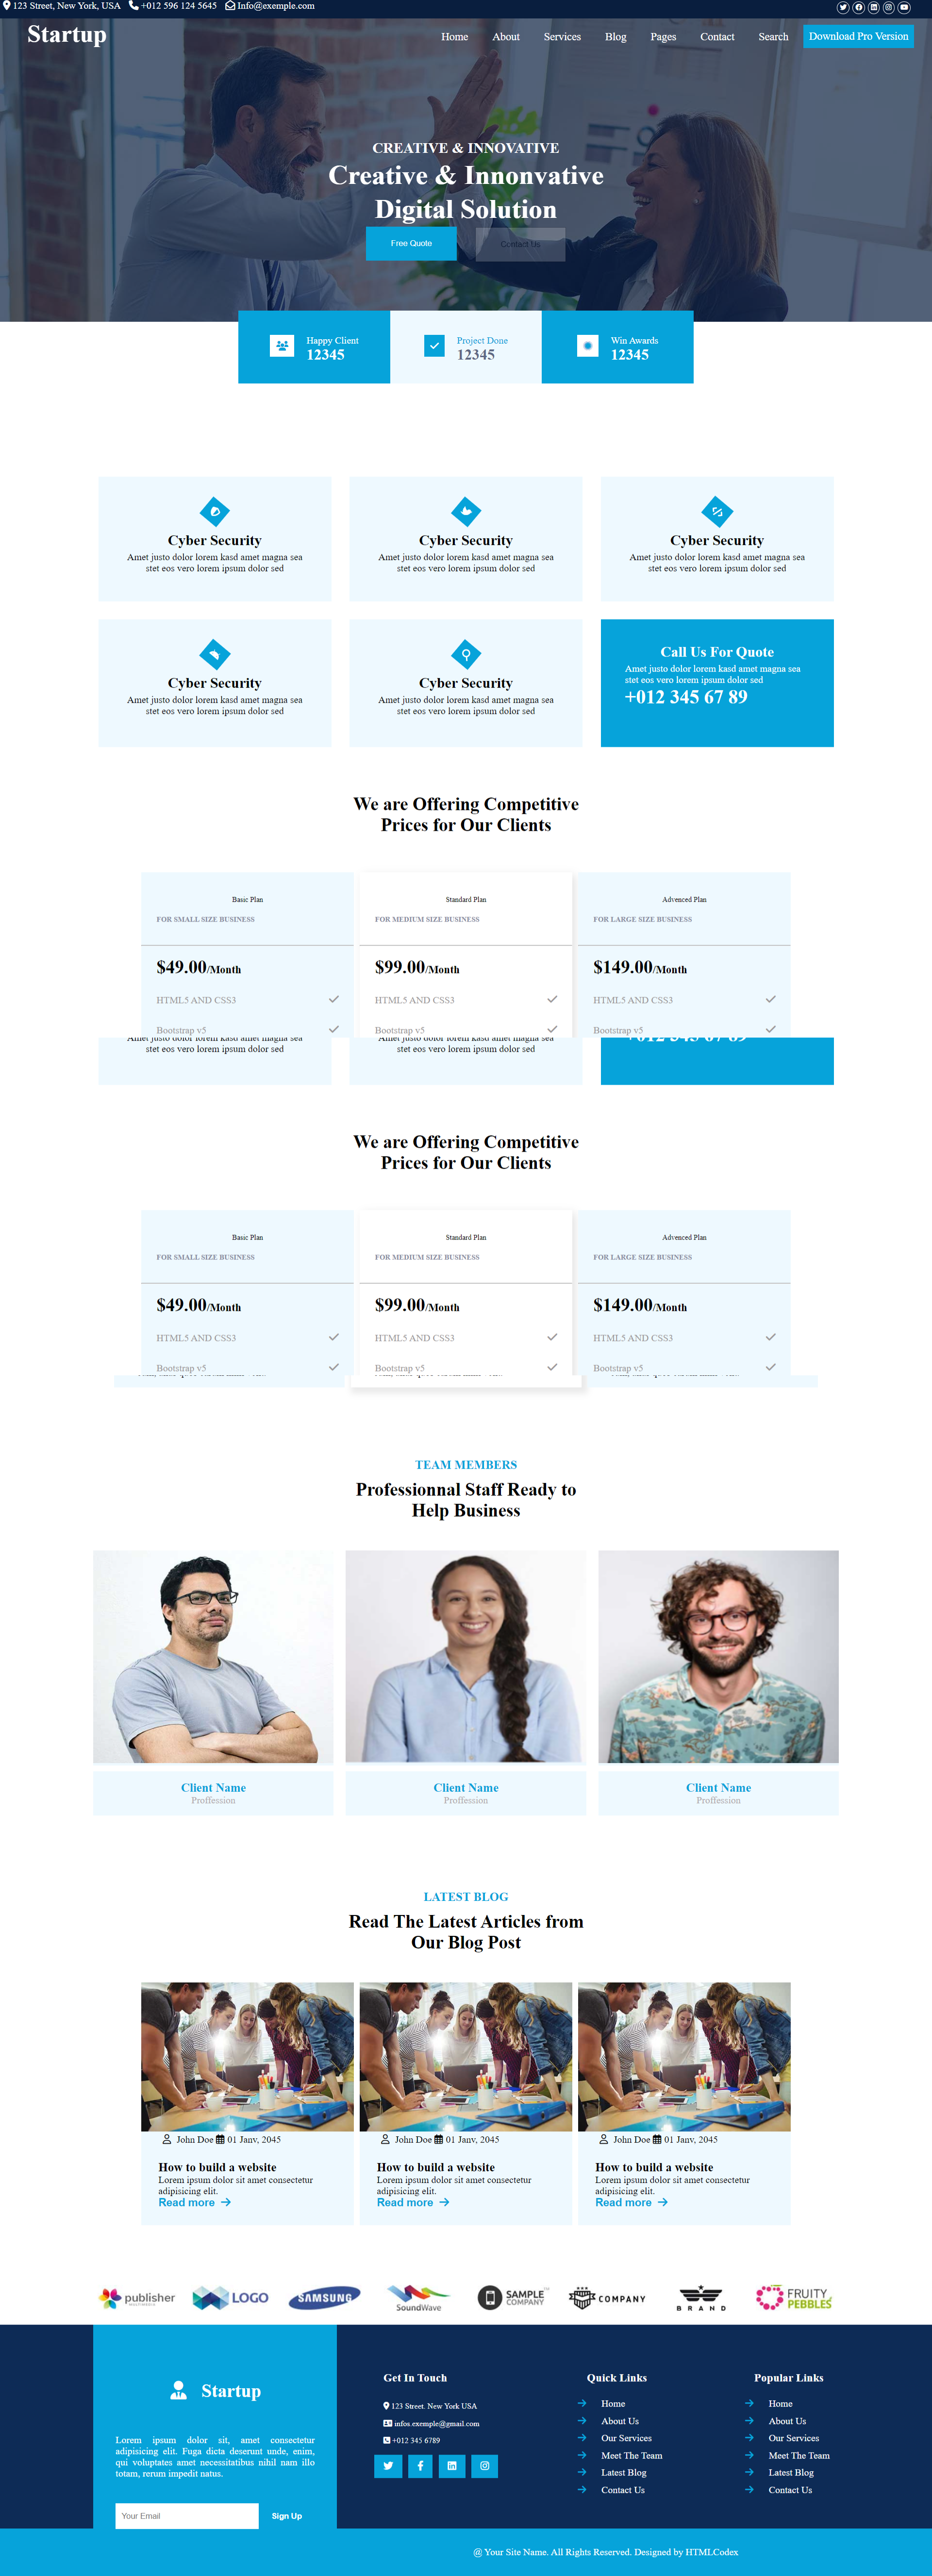 123 Street, New York, USA +012 596 124 5645 Info@exemple.com
Startup
Home About Services Blog Pages Contact Search Download Pro Version
CREATIVE & INNOVATIVE
Creative & Innonvative
Digital Solution
Free Quote Contact Us
Happy Client
12345
Project Done
12345
Win Awards
12345
Cyber Security
Amet justo dolor lorem kasd amet magna sea
stet eos vero lorem ipsum dolor sed
Cyber Security
Amet justo dolor lorem kasd amet magna sea
stet eos vero lorem ipsum dolor sed
Cyber Security
Amet justo dolor lorem kasd amet magna sea
stet eos vero lorem ipsum dolor sed
Cyber Security
Amet justo dolor lorem kasd amet magna sea
stet eos vero lorem ipsum dolor sed
Cyber Security
Amet justo dolor lorem kasd amet magna sea
stet eos vero lorem ipsum dolor sed
Call Us For Quote
Amet justo dolor lorem kasd amet magna sea
stet eos vero lorem ipsum dolor sed
+012 345 67 89
We are Offering Competitive
Prices for Our Clients
Basic Plan
FOR SMALL SIZE BUSINESS
$49.00/Month
HTML5 AND CSS3
Bootstrap v5
Standard Plan
FOR MEDIUM SIZE BUSINESS
$99.00/Month
HTML5 AND CSS3
Bootstrap v5
Advenced Plan
FOR LARGE SIZE BUSINESS
$149.00/Month
HTML5 AND CSS3
Bootstrap v5
Amet justo dolor lorem kasd amet magna sea
stet eos vero lorem ipsum dolor sed
Amet justo dolor lorem kasd amet magna sea
stet eos vero lorem ipsum dolor sed
+012 345 67 89
We are Offering Competitive
Prices for Our Clients
Basic Plan
FOR SMALL SIZE BUSINESS
$49.00/Month
HTML5 AND CSS3
Bootstrap v5
Standard Plan
FOR MEDIUM SIZE BUSINESS
$99.00/Month
HTML5 AND CSS3
Bootstrap v5
Advenced Plan
FOR LARGE SIZE BUSINESS
$149.00/Month
HTML5 AND CSS3
Bootstrap v5
TEAM MEMBERS
Professionnal Staff Ready to
Help Business
Client Name
Proffession
Client Name
Proffession
Client Name
Proffession
LATEST BLOG
Read The Latest Articles from
Our Blog Post
John Doe 01 Janv, 2045
How to build a website
Lorem ipsum dolor sit amet consectetur
adipisicing elit.
Read more
John Doe 01 Janv, 2045
How to build a website
Lorem ipsum dolor sit amet consectetur
adipisicing elit.
Read more
John Doe 01 Janv, 2045
How to build a website
Lorem ipsum dolor sit amet consectetur
adipisicing elit.
Read more
publisher
LOGO
SAMSUNG
SoundWave
SAMPLE
COMPANY
COMPANY
BRAND
FRUITY
PEBBLES
Startup
Lorem ipsum dolor sit, amet consectetur
adipisicing elit. Fuga dicta deserunt unde, enim,
qui voluptates amet necessitatibus nihil nam illo
totam, rerum impedit natus.
Your Email Sign Up
Get In Touch
123 Street. New York USA
infos.exemple@gmail.com
+012 345 6789
Quick Links
Home
About Us
Our Services
Meet The Team
Latest Blog
Contact Us
Popular Links
Home
About Us
Our Services
Meet The Team
Latest Blog
Contact Us
@ Your Site Name. All Rights Reserved. Designed by HTMLCodex